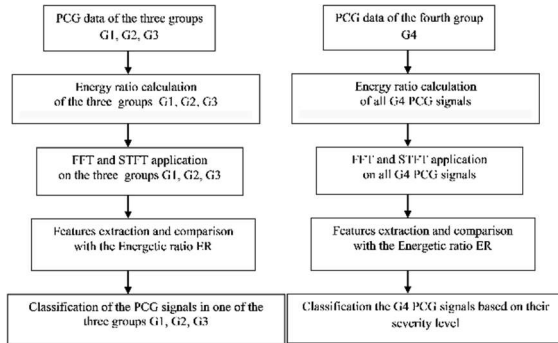 PCG data of the three groups
G1, G2, G3
Energy ratio calculation
of the three groups G1, G2, G3
FFT and STFT application
on the three groups G1, G2, G3
Features extraction and comparison
with the Energetic ratio ER
Classification of the PCG signals in one of the
three groups G1, G2, G3
PCG data of the fourth group
G4
Energy ratio calculation
of all G4 PCG signals
FFT and STFT application
on all G4 PCG signals
Features extraction and comparison
with the Energetic ratio ER
Classification the G4 PCG signals based on their
severity level